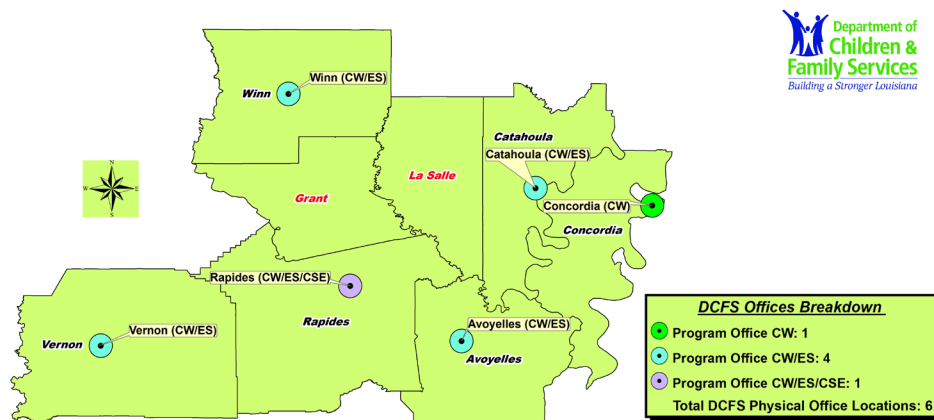 Department of
Children &
Family Services
Building a Stronger Louisiana
Winn (CW/ES)
Winn
Catahoula
Catahoula (CW/ES)
La Salle
N
W E
S
Grant
Concordia (CW)
Concordia
Rapides (CW/ES/CSE)
Rapides
Vernon (CW/ES)
Vernon
Avoyelles (CW/ES)
Avoyelles
DCFS Offices Breakdown
Program Office CW: 1
Program Office CW/ES: 4
Program Office CW/ES/CSE: 1
Total DCFS Physical Office Locations: 6